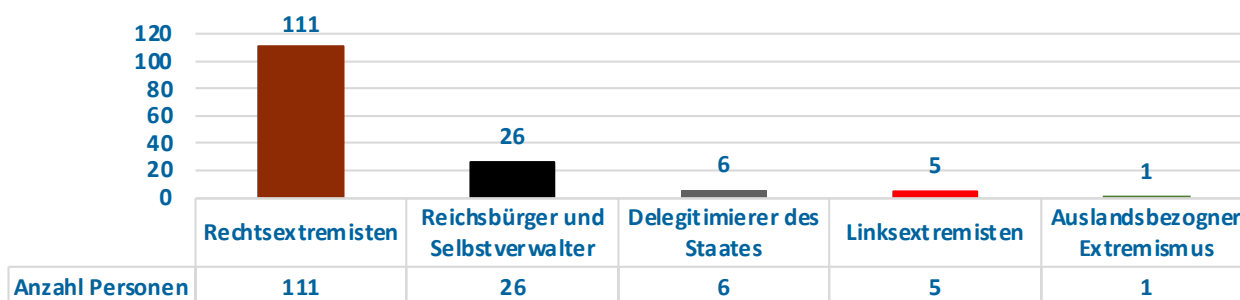 120
100
80
60
40
20
0
111
26
6
5
1
Rechtsextremisten
Reichsbürger und
Selbstverwalter
Delegitimierer des
Staates
Linksextremisten
Auslandsbezogner
Extremismus
Anzahl Personen 111 26 6 5 1